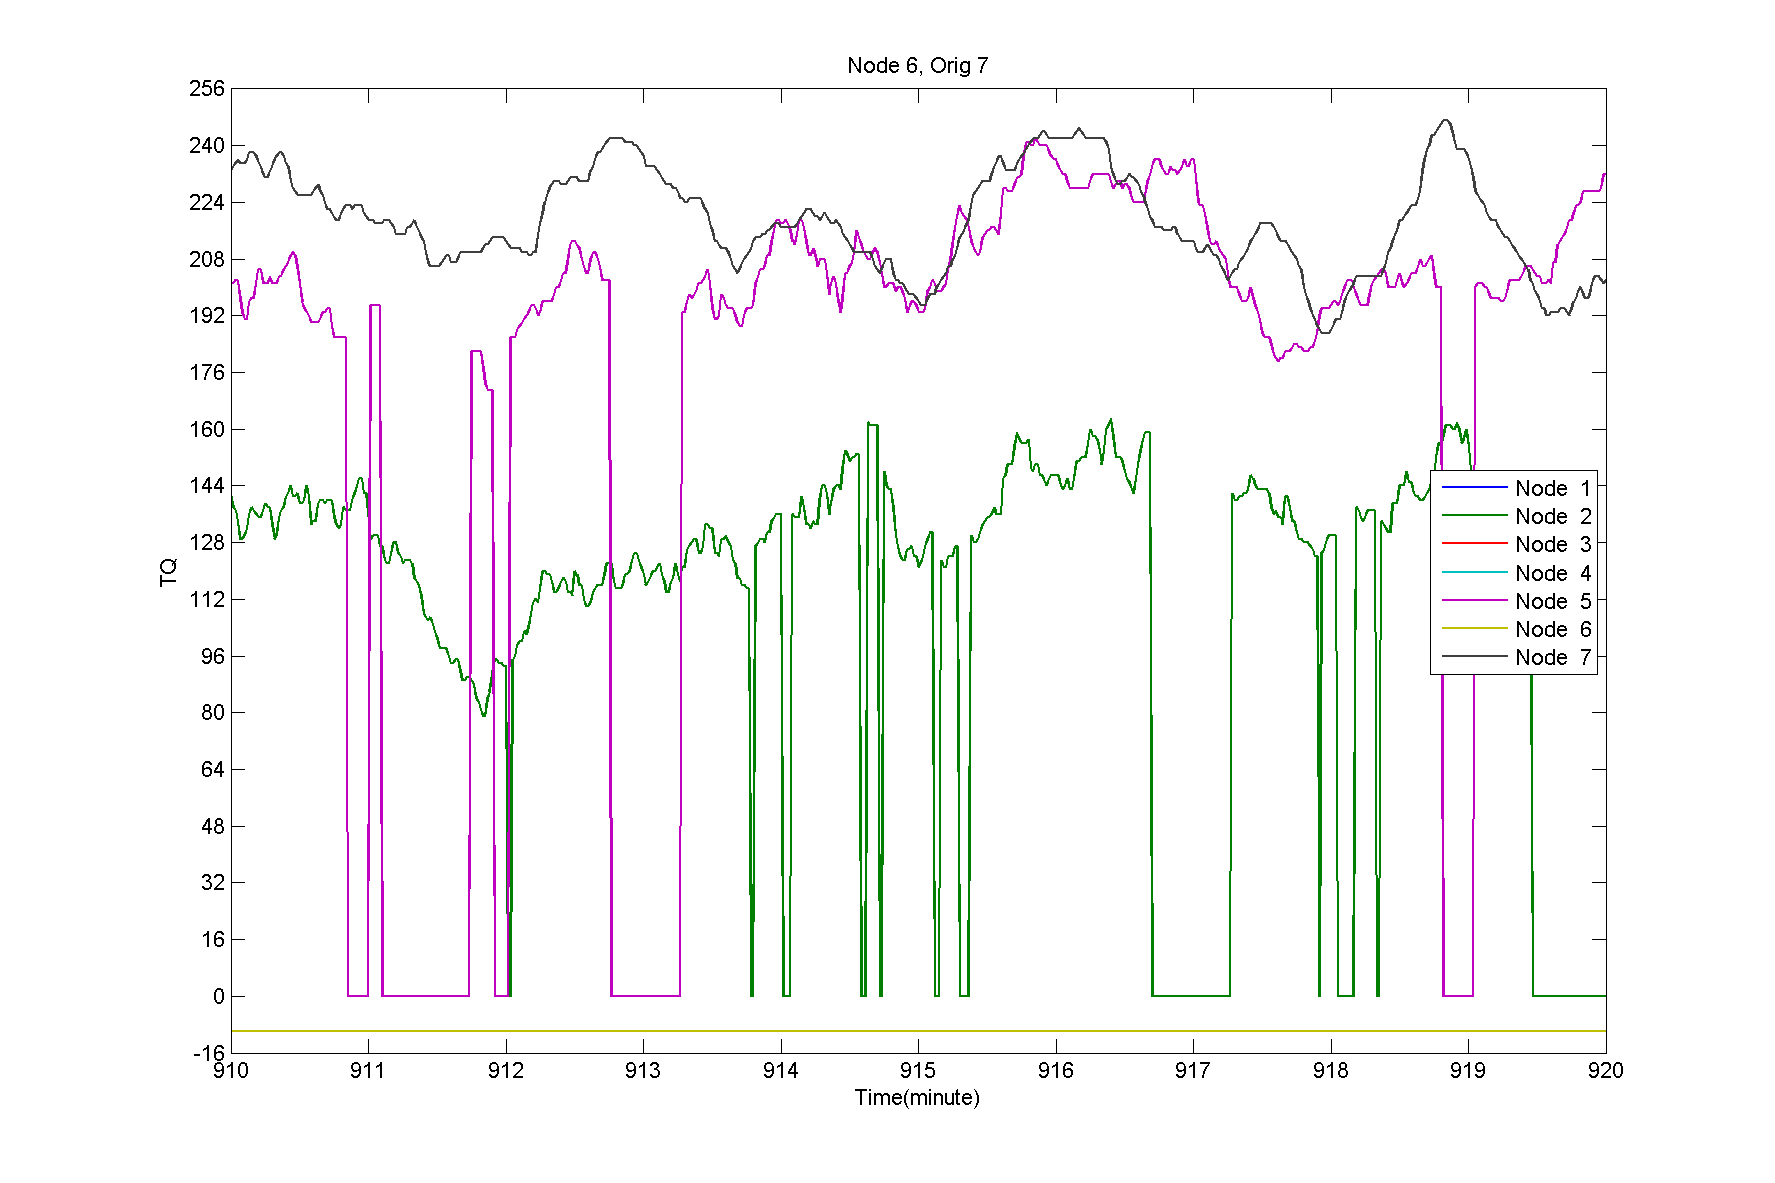 Node 6, Orig 7
256
240
224
208
192
176
160
144
128
112
96
80
64
48
32
16
0
-16
TQ
Node 1
Node 2
Node 3
Node 4
Node 5
Node 6
Node 7
910 911 912 913 914 915 916 917 918 919 920
Time(minute)